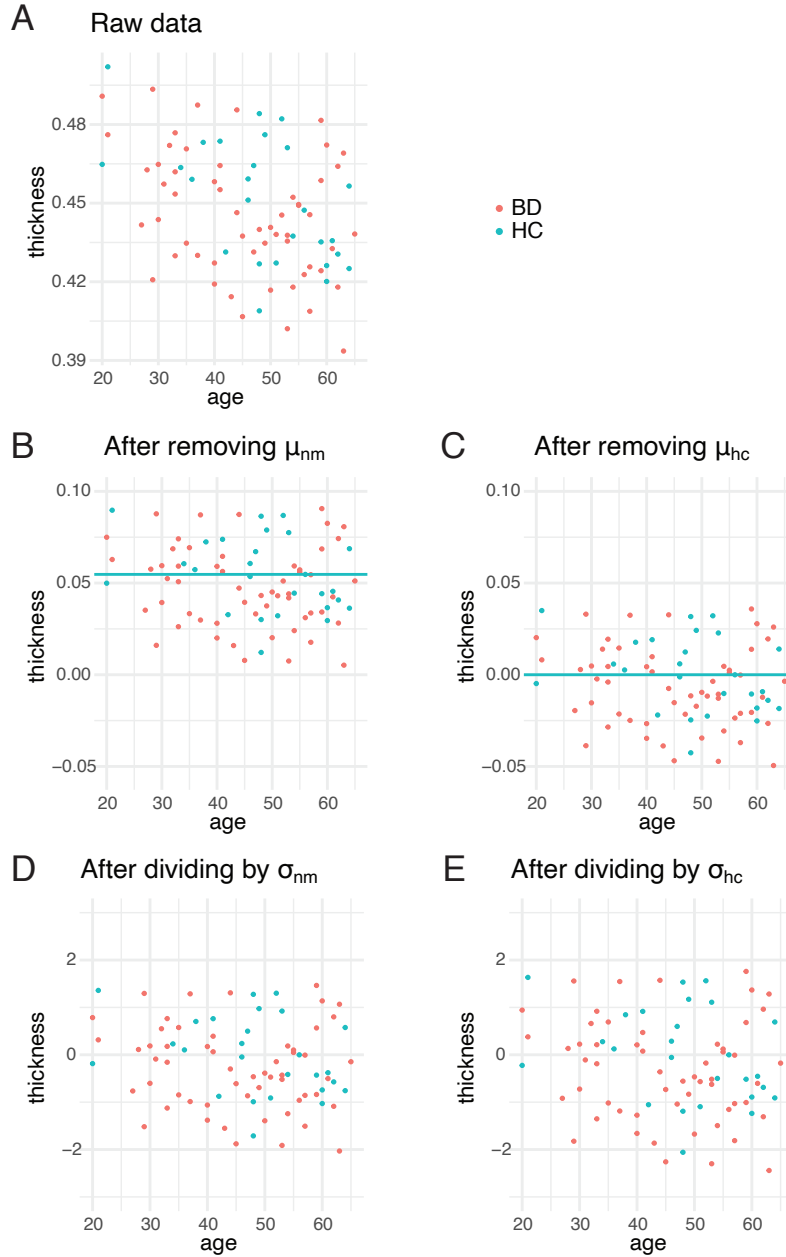 A
Raw data
0.48
0.45
0.42
0.39
thickness
20 30 40 50 60
age
BD
HC
B
After removing μnm
0.10
0.05
0.00
−0.05
thickness
20 30 40 50 60
age
C
After removing μhc
0.10
0.05
0.00
−0.05
thickness
20 30 40 50 60
age
D
After dividing by σnm
2
0
−2
thickness
20 30 40 50 60
age
E
After dividing by σhc
2
0
−2
thickness
20 30 40 50 60
age